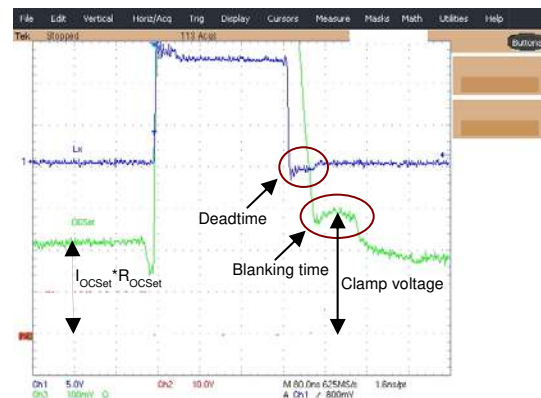 File Edit Vertical Horiz/Acq Trig Display Cursors Measure Masks Math Utilities Help
Tek Stopped 113 Acqs
Buttons
Lx
1
Deadtime
OCSet
Blanking time
I_OCSet*R_OCSet
Clamp voltage
Ch1 5.0V Ch2 10.0V M 80.0ns 625MS/s 1.6ns/pt
Ch3 100mV Ω A Ch1 / 800mV